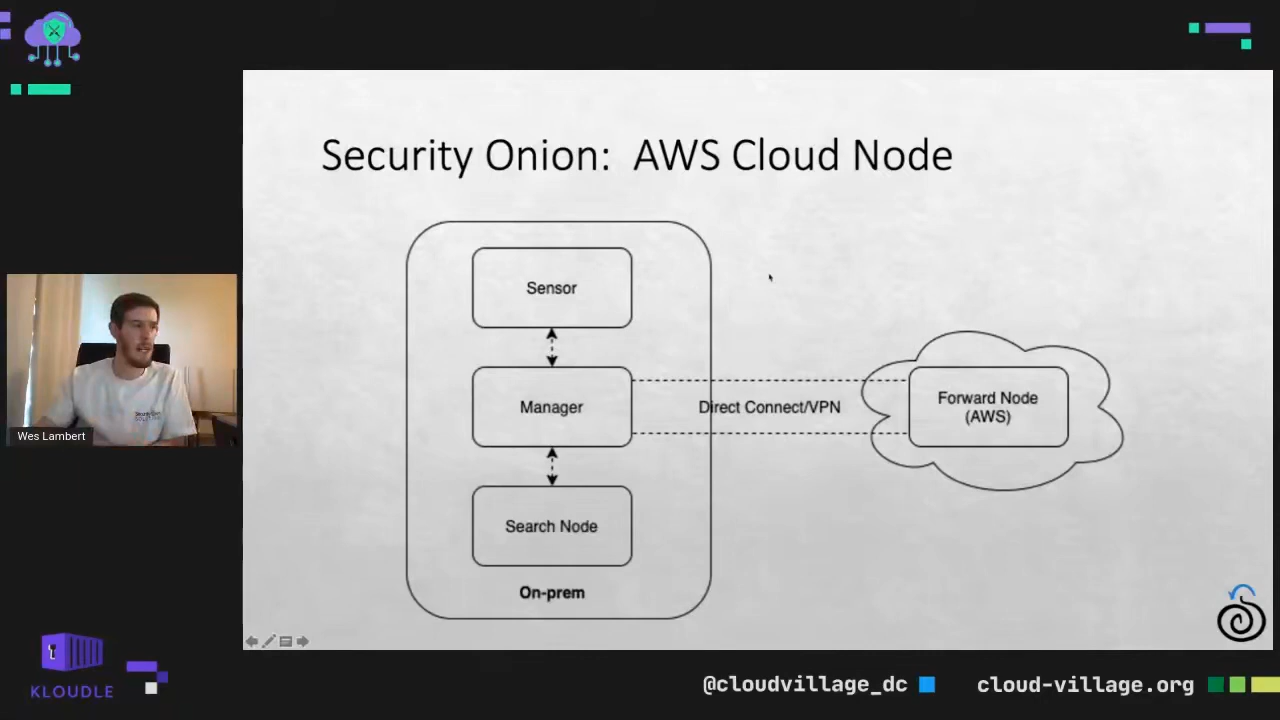 Security Onion: AWS Cloud Node
Sensor
Manager
Direct Connect/VPN
Forward Node
(AWS)
Search Node
On-prem
Wes Lambert
KLOUDLE
@cloudvillage_dc
cloud-village.org